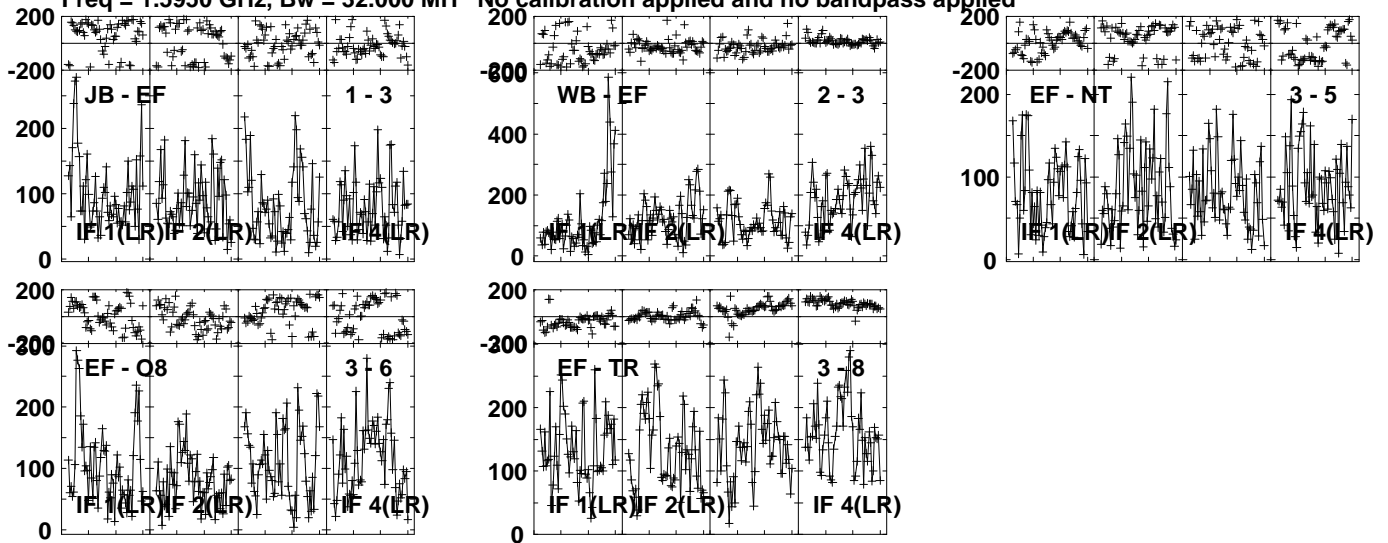 Freq = 1.5950 GHz, Bw = 32.000 MH No calibration applied and no bandpass applied
200
-200
200
100
0
JB - EF 1 - 3
IF 1(LR) IF 2(LR) IF 4(LR)
200
-200
600
400
200
0
WB - EF 2 - 3
IF 1(LR) IF 2(LR) IF 4(LR)
200
-200
200
100
0
EF - NT 3 - 5
IF 1(LR) IF 2(LR) IF 4(LR)
200
-200
300
200
100
0
EF - O8 3 - 6
IF 1(LR) IF 2(LR) IF 4(LR)
200
-200
300
200
100
0
EF - TR 3 - 8
IF 1(LR) IF 2(LR) IF 4(LR)